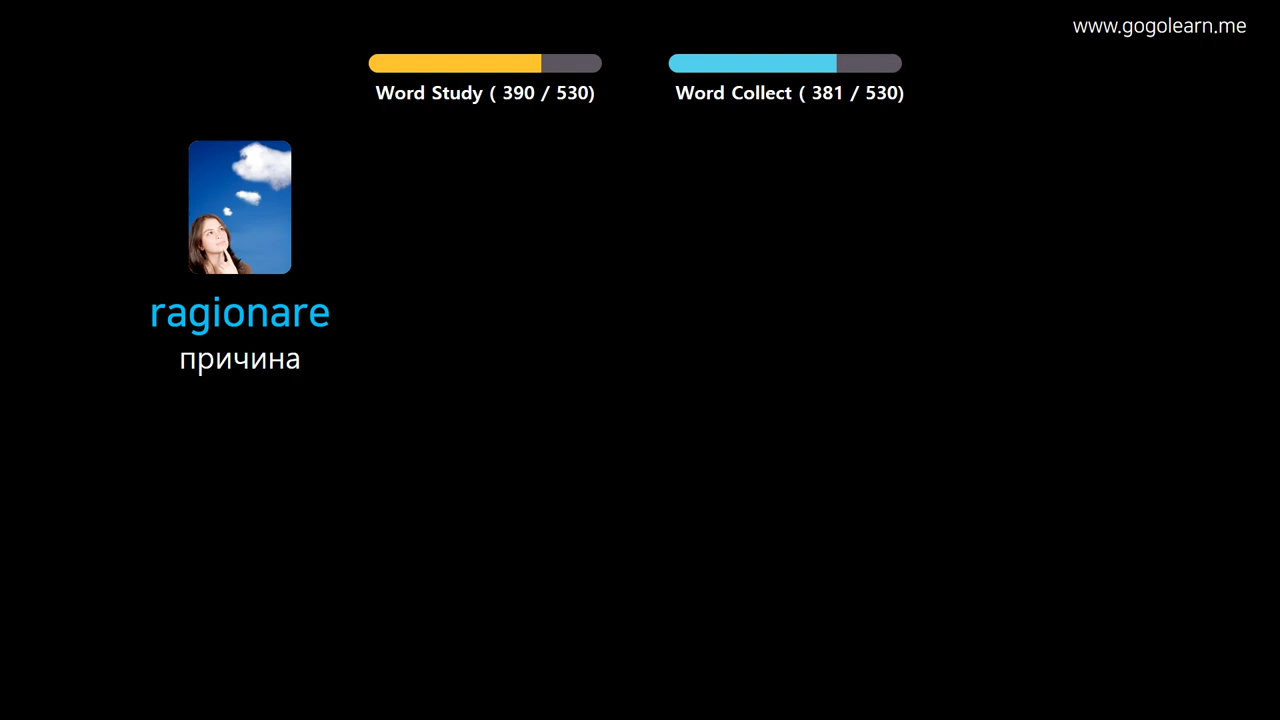 www.gogolearn.me
Word Study ( 390 / 530)
Word Collect ( 381 / 530)
ragionare
причина